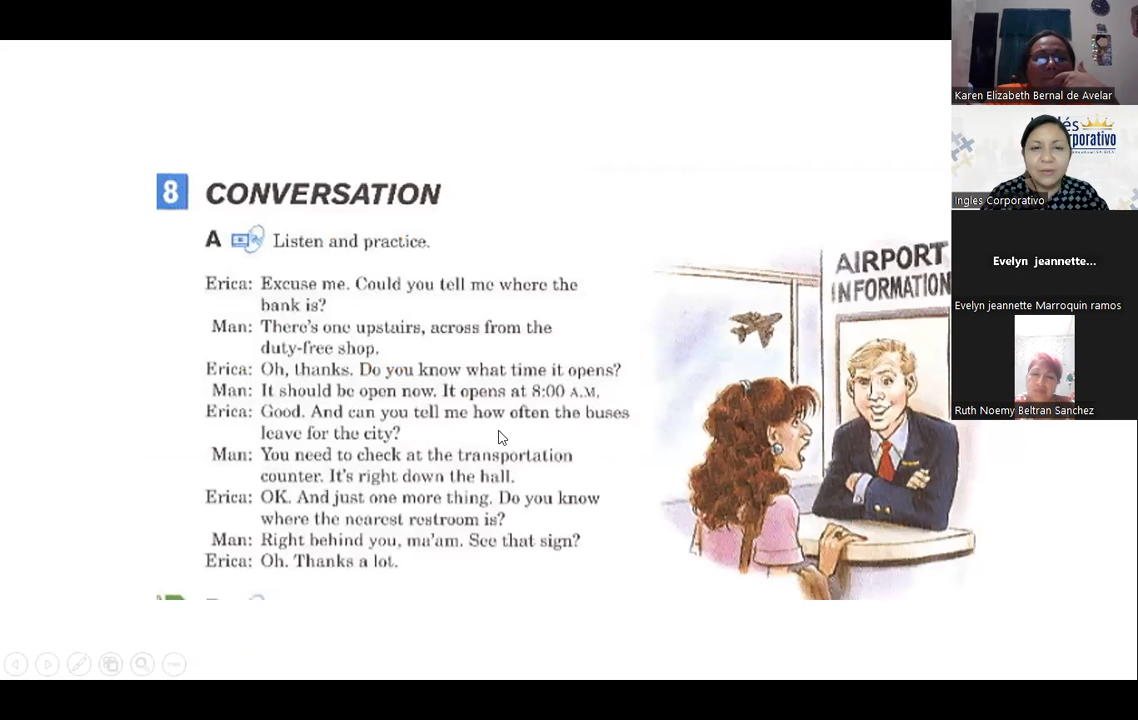 8 CONVERSATION
A Listen and practice.
Erica: Excuse me. Could you tell me where the
bank is?
Man: There's one upstairs, across from the
duty-free shop.
Erica: Oh, thanks. Do you know what time it opens?
Man: It should be open now. It opens at 8:00 A.M.
Erica: Good. And can you tell me how often the buses
leave for the city?
Man: You need to check at the transportation
counter. It's right down the hall.
Erica: OK. And just one more thing. Do you know
where the nearest restroom is?
Man: Right behind you, ma'am. See that sign?
Erica: Oh. Thanks a lot.
AIRPORT
INFORMATION
Karen Elizabeth Bernal de Avelar
Ingles Corporativo
Evelyn jeannette...
Evelyn jeannette Marroquin ramos
Ruth Noemy Beltran Sanchez